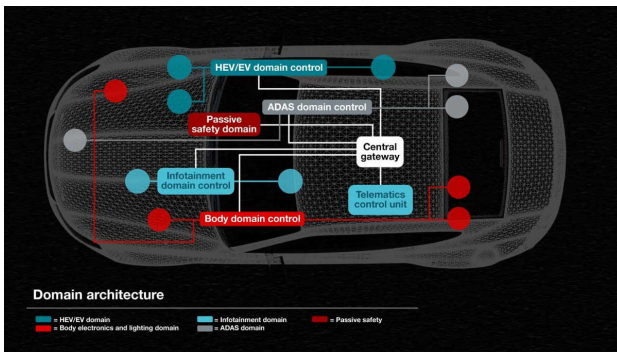 HEV/EV domain control
ADAS domain control
Passive
safety domain
Central
gateway
Infotainment
domain control
Telematics
control unit
Body domain control
Domain architecture
= HEV/EV domain
= Infotainment domain
= Passive safety
= Body electronics and lighting domain
= ADAS domain